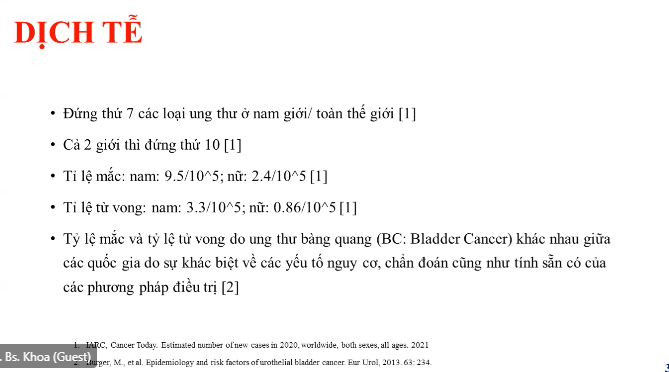 DỊCH TỄ
• Đứng thứ 7 các loại ung thư ở nam giới/ toàn thế giới [1]
• Cả 2 giới thì đứng thứ 10 [1]
• Tỉ lệ mắc: nam: 9.5/10^5; nữ: 2.4/10^5 [1]
• Tỉ lệ tử vong: nam: 3.3/10^5; nữ: 0.86/10^5 [1]
• Tỷ lệ mắc và tỷ lệ tử vong do ung thư bàng quang (BC: Bladder Cancer) khác nhau giữa
các quốc gia do sự khác biệt về các yếu tố nguy cơ, chẩn đoán cũng như tính sẵn có của
các phương pháp điều trị [2]
1. IARC, Cancer Today. Estimated number of new cases in 2020, worldwide, both sexes, all ages. 2021
. Bs. Khoa (Guest)
2. Burger, M., et al. Epidemiology and risk factors of urothelial bladder cancer. Eur Urol, 2013. 63: 234.